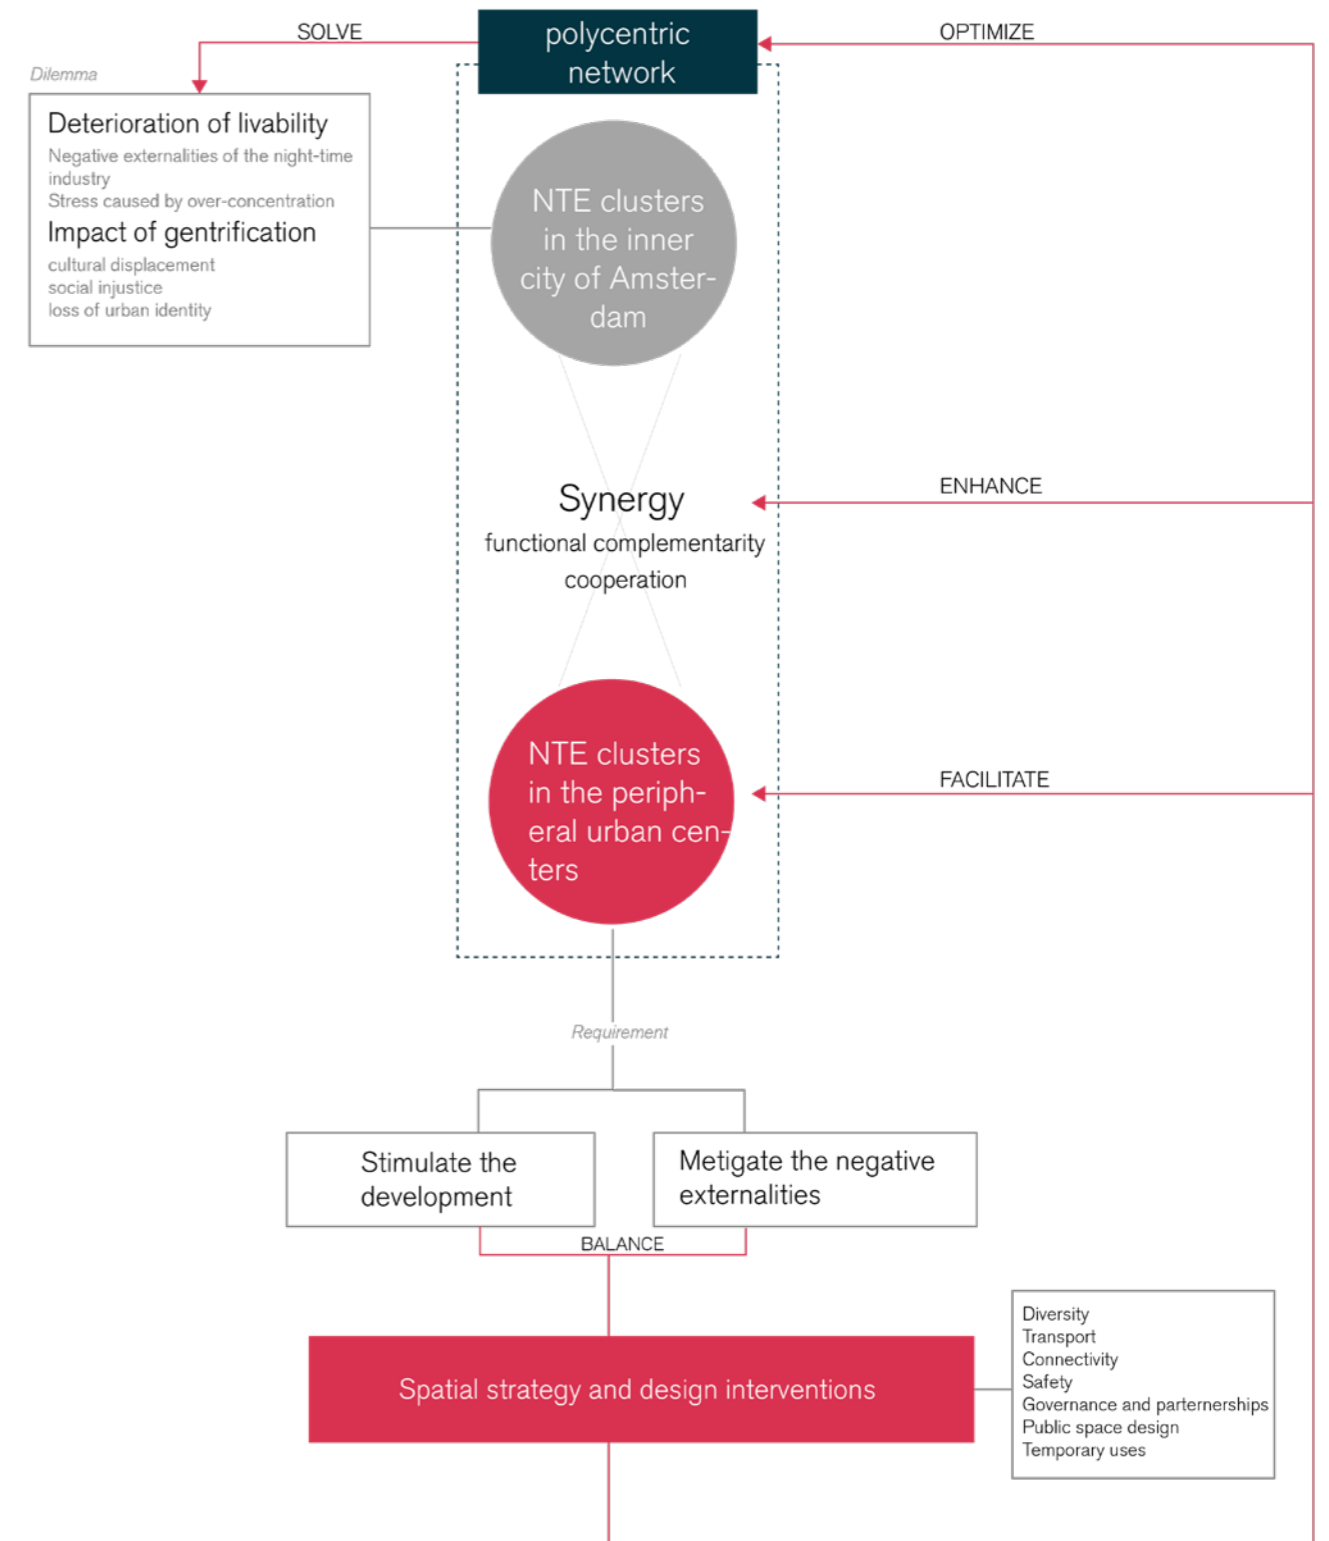 SOLVE
polycentric
network
OPTIMIZE
Dilemma
Deterioration of livability
Negative externalities of the night-time
industry
Stress caused by over-concentration
Impact of gentrification
cultural displacement
social injustice
loss of urban identity
NTE clusters
in the inner
city of Amster-
dam
Synergy
functional complementarity
cooperation
ENHANCE
NTE clusters
in the periph-
eral urban cen-
ters
FACILITATE
Requirement
Stimulate the
development
Metigate the negative
externalities
BALANCE
Spatial strategy and design interventions
Diversity
Transport
Connectivity
Safety
Governance and parternerships
Public space design
Temporary uses